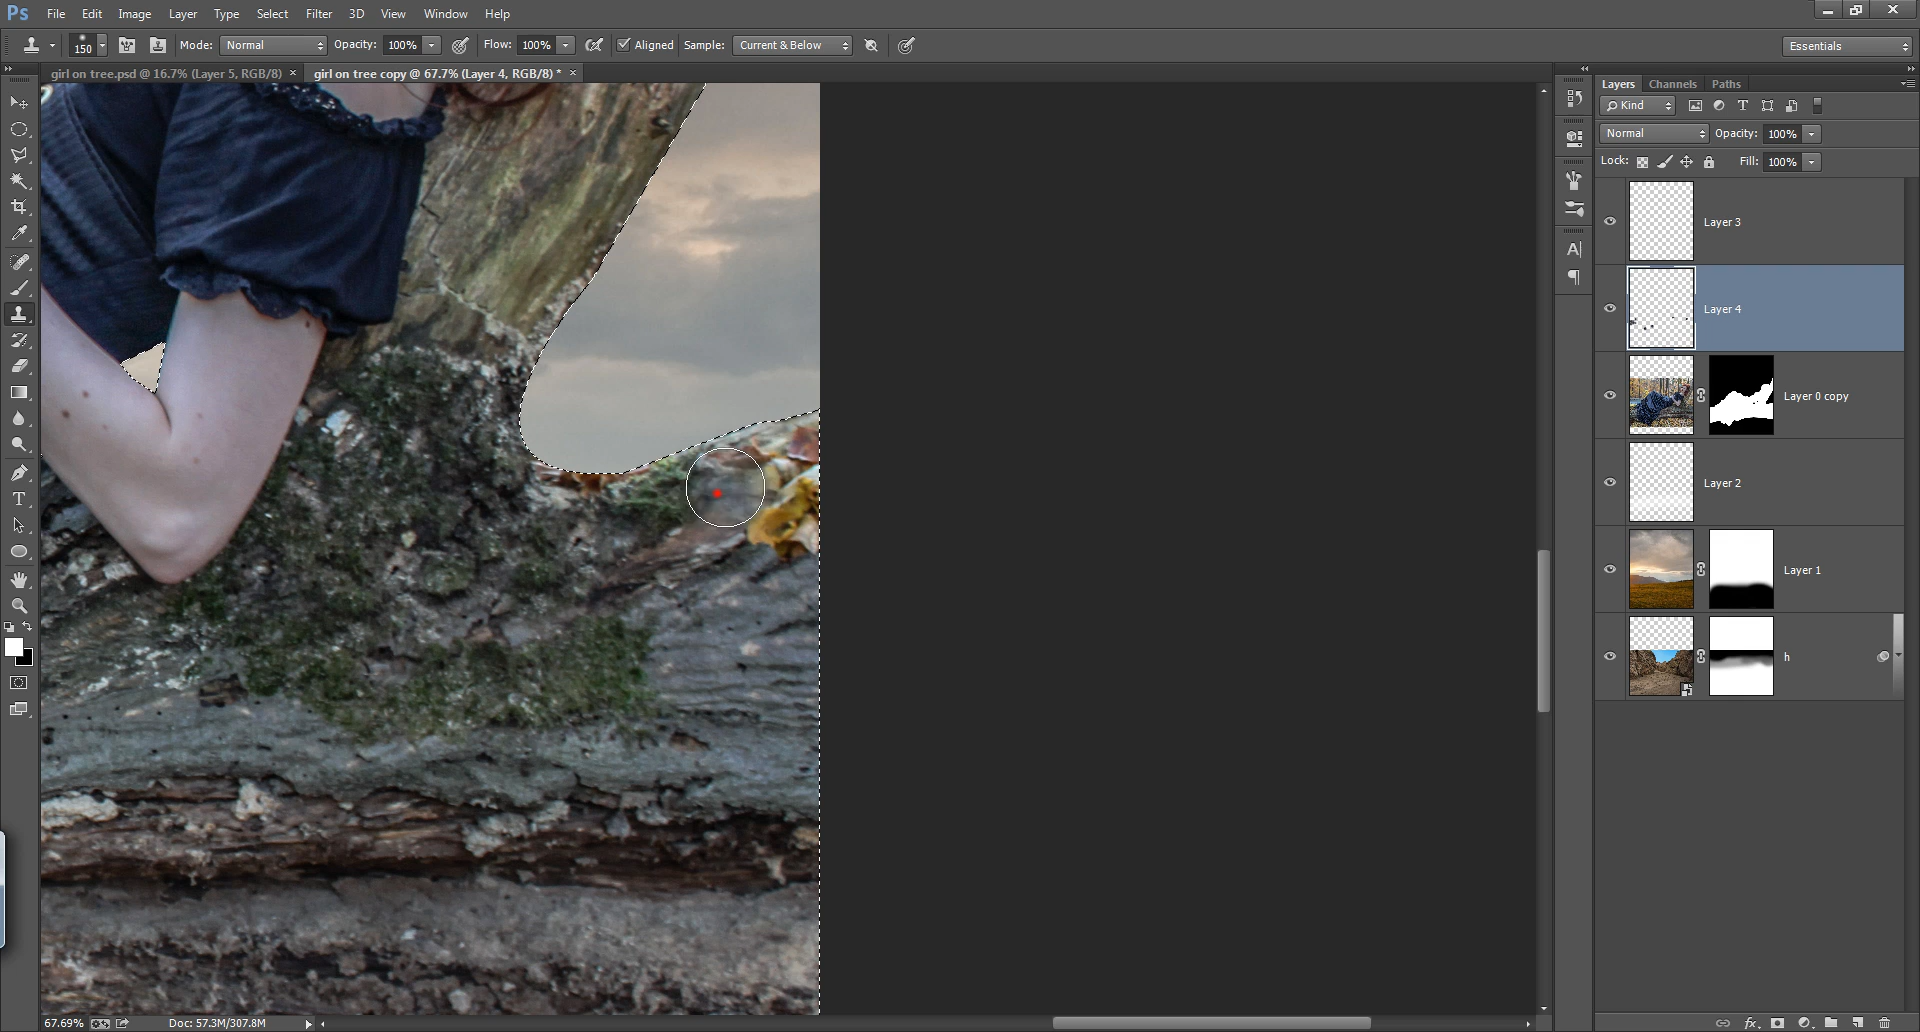 Ps File Edit Image Layer Type Select Filter 3D View Window Help
150 Mode: Normal Opacity: 100% Flow: 100% Aligned Sample: Current & Below Essentials
girl on tree.psd @ 16.7% (Layer 5, RGB/8) × girl on tree copy @ 67.7% (Layer 4, RGB/8) * ×
Layers Channels Paths
Kind
Normal Opacity: 100%
Lock: Fill: 100%
Layer 3
Layer 4
Layer 0 copy
Layer 2
Layer 1
h
67.69% Doc: 57.3M/307.8M